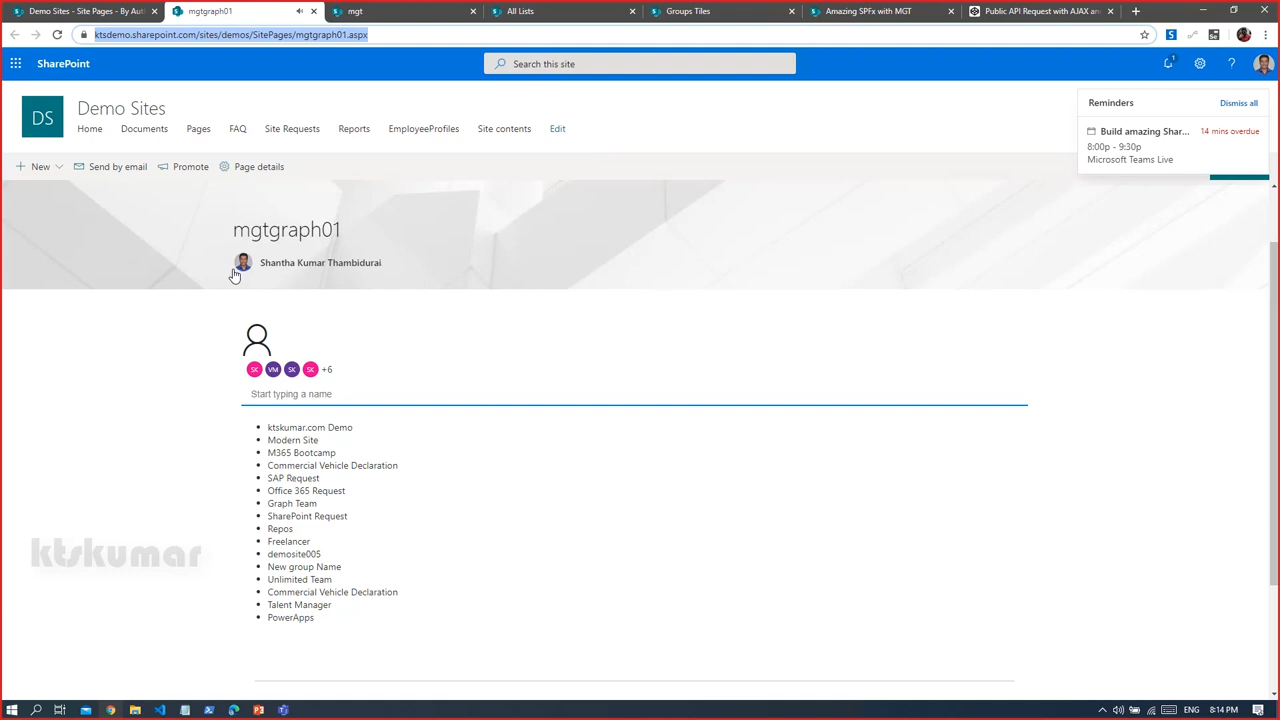 Demo Sites - Site Pages - By Auth
mgtgraph01
mgt
All Lists
Groups Tiles
Amazing SPFx with MGT
Public API Request with AJAX and
ktsdemo.sharepoint.com/sites/demos/SitePages/mgtgraph01.aspx
SharePoint
Search this site
1
DS
Demo Sites
Home Documents Pages FAQ Site Requests Reports EmployeeProfiles Site contents Edit
Reminders
Dismiss all
Build amazing Shar...
14 mins overdue
8:00p - 9:30p
Microsoft Teams Live
New
Send by email
Promote
Page details
mgtgraph01
Shantha Kumar Thambidurai
SK VM SK SK +6
Start typing a name
ktskumar.com Demo
Modern Site
M365 Bootcamp
Commercial Vehicle Declaration
SAP Request
Office 365 Request
Graph Team
SharePoint Request
Repos
Freelancer
demosite005
New group Name
Unlimited Team
Commercial Vehicle Declaration
Talent Manager
PowerApps
ktskumar
ENG
8:14 PM